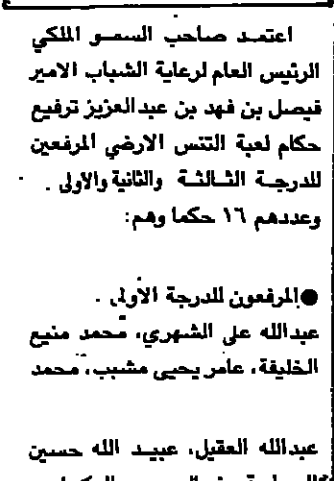 اعتمد صاحب السمو الملكي
الرئيس العام لرعاية الشباب الامير
فيصل بن فهد بن عبدالعزيز ترفيع
حكام لعبة التنس الارضي المرفعين
للدرجة الثالثة والثانية والاولى .
وعددهم ١٦ حكما وهم:
●المرفعون للدرجة الأولى .
عبدالله على الشهري، محمد منيع
الخليفة، عامر يحيى مشبب، محمد
عبدالله العقيل، عبيد الله حسين